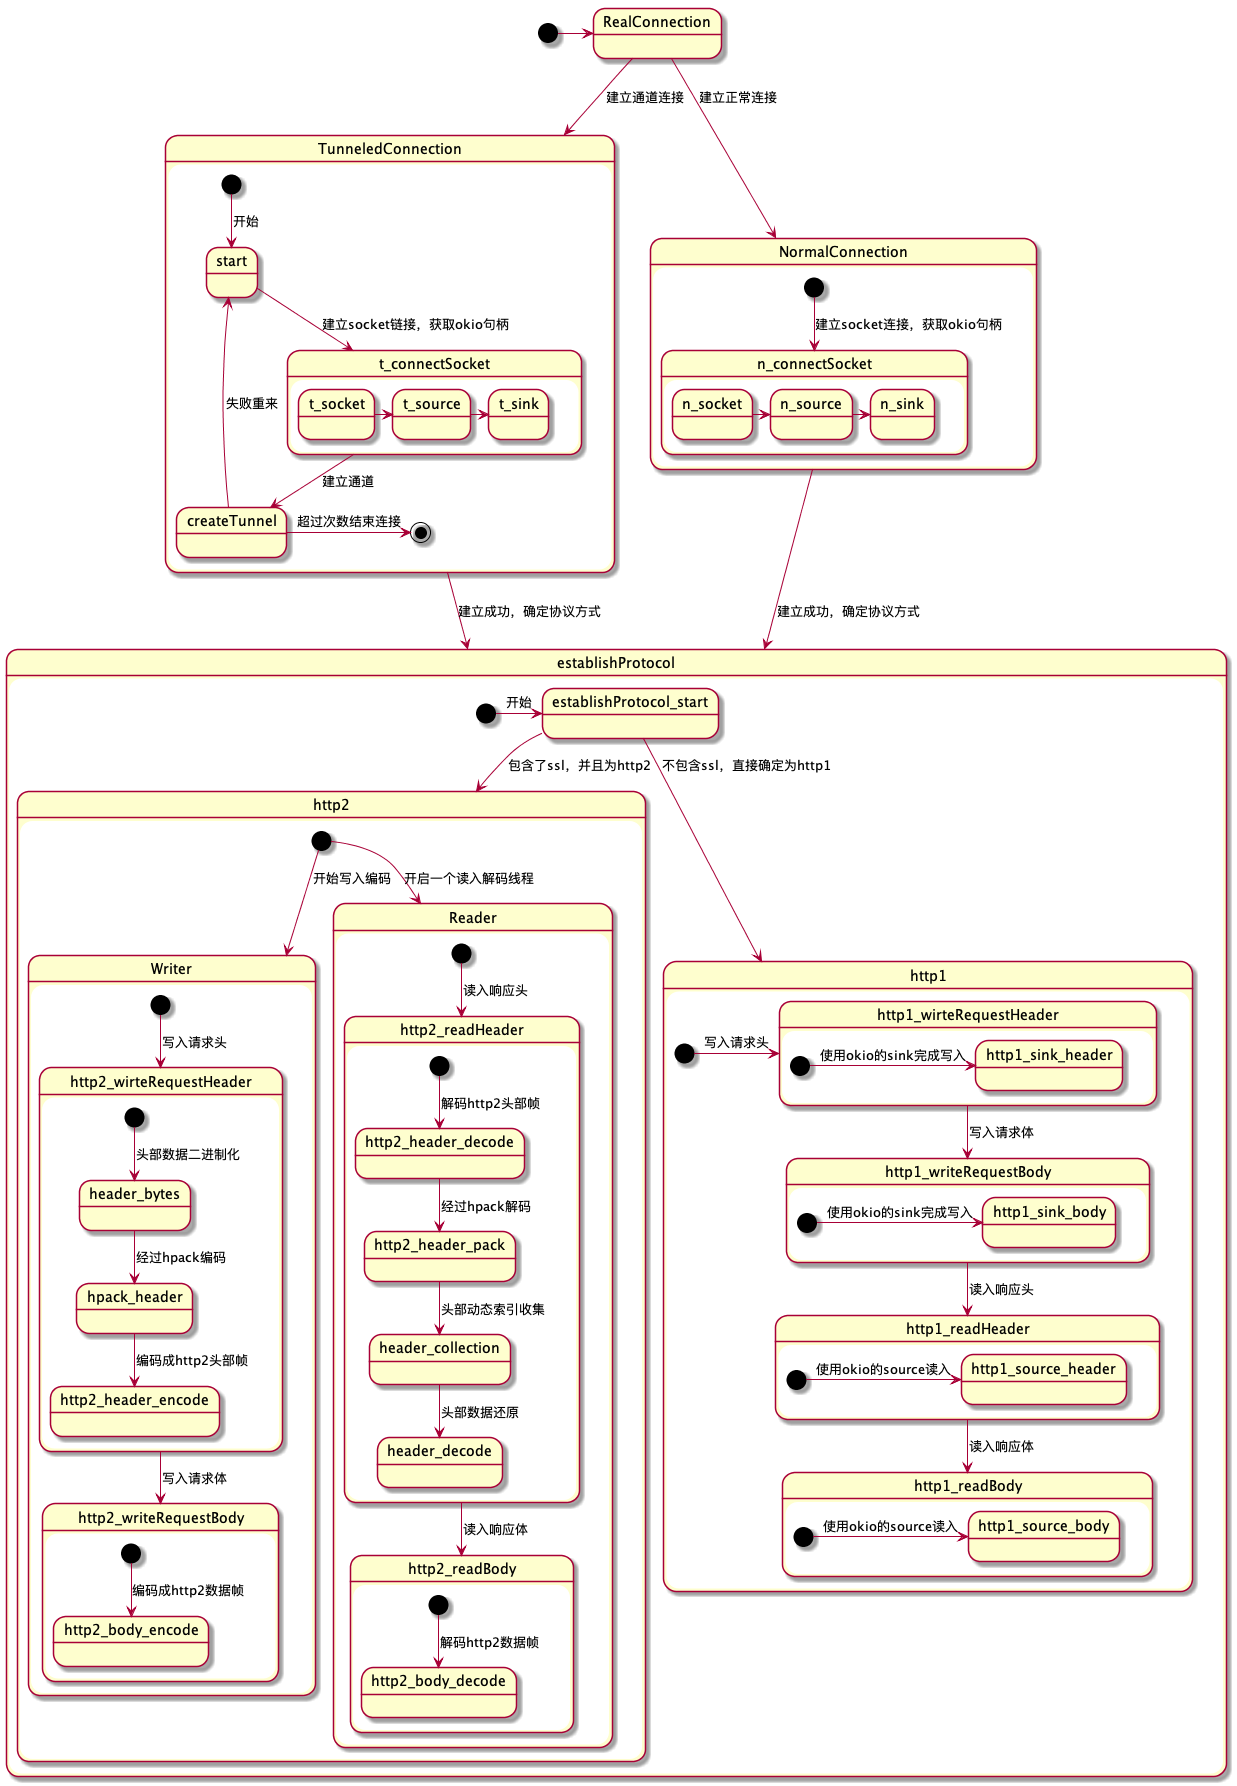 RealConnection
建立通道连接
建立正常连接
TunneledConnection
开始
start
建立socket链接，获取okio句柄
t_connectSocket
t_socket
t_source
t_sink
失败重来
建立通道
createTunnel
超过次数结束连接
NormalConnection
建立socket连接，获取okio句柄
n_connectSocket
n_socket
n_source
n_sink
建立成功，确定协议方式
建立成功，确定协议方式
establishProtocol
开始
establishProtocol_start
包含了ssl，并且为http2
不包含ssl，直接确定为http1
http2
开始写入编码
开启一个读入解码线程
Writer
写入请求头
http2_wirteRequestHeader
头部数据二进制化
header_bytes
经过hpack编码
hpack_header
编码成http2头部帧
http2_header_encode
写入请求体
http2_writeRequestBody
编码成http2数据帧
http2_body_encode
Reader
读入响应头
http2_readHeader
解码http2头部帧
http2_header_decode
经过hpack解码
http2_header_pack
头部动态索引收集
header_collection
头部数据还原
header_decode
读入响应体
http2_readBody
解码http2数据帧
http2_body_decode
http1
写入请求头
http1_wirteRequestHeader
使用okio的sink完成写入
http1_sink_header
写入请求体
http1_writeRequestBody
使用okio的sink完成写入
http1_sink_body
读入响应头
http1_readHeader
使用okio的source读入
http1_source_header
读入响应体
http1_readBody
使用okio的source读入
http1_source_body